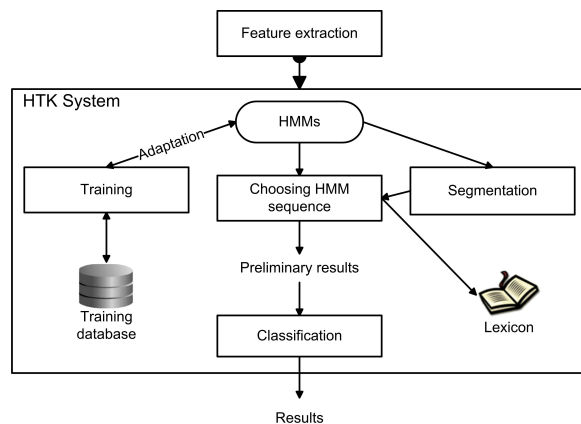 Feature extraction
HTK System
HMMs
Adaptation
Training
Choosing HMM
sequence
Segmentation
Preliminary results
Training
database
Lexicon
Classification
Results